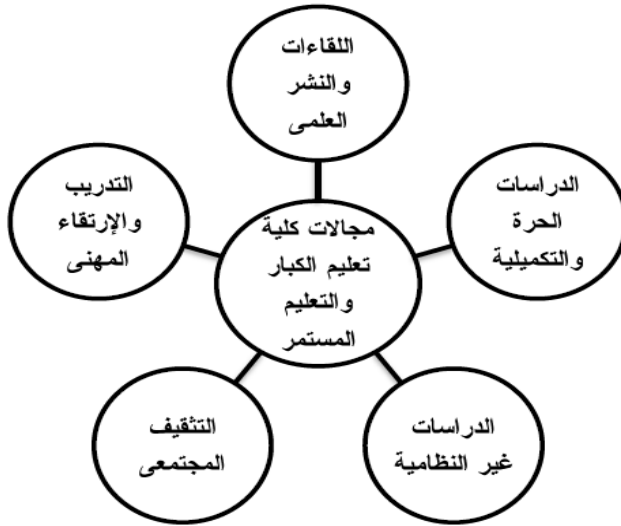 اللقاءات
والنشر
العلمى
الدراسات
الحرة
والتكميلية
التدريب
والإرتقاء
المهنى
مجالات كلية
تعليم الكبار
والتعليم
المستمر
الدراسات
غير النظامية
التثقيف
المجتمعى